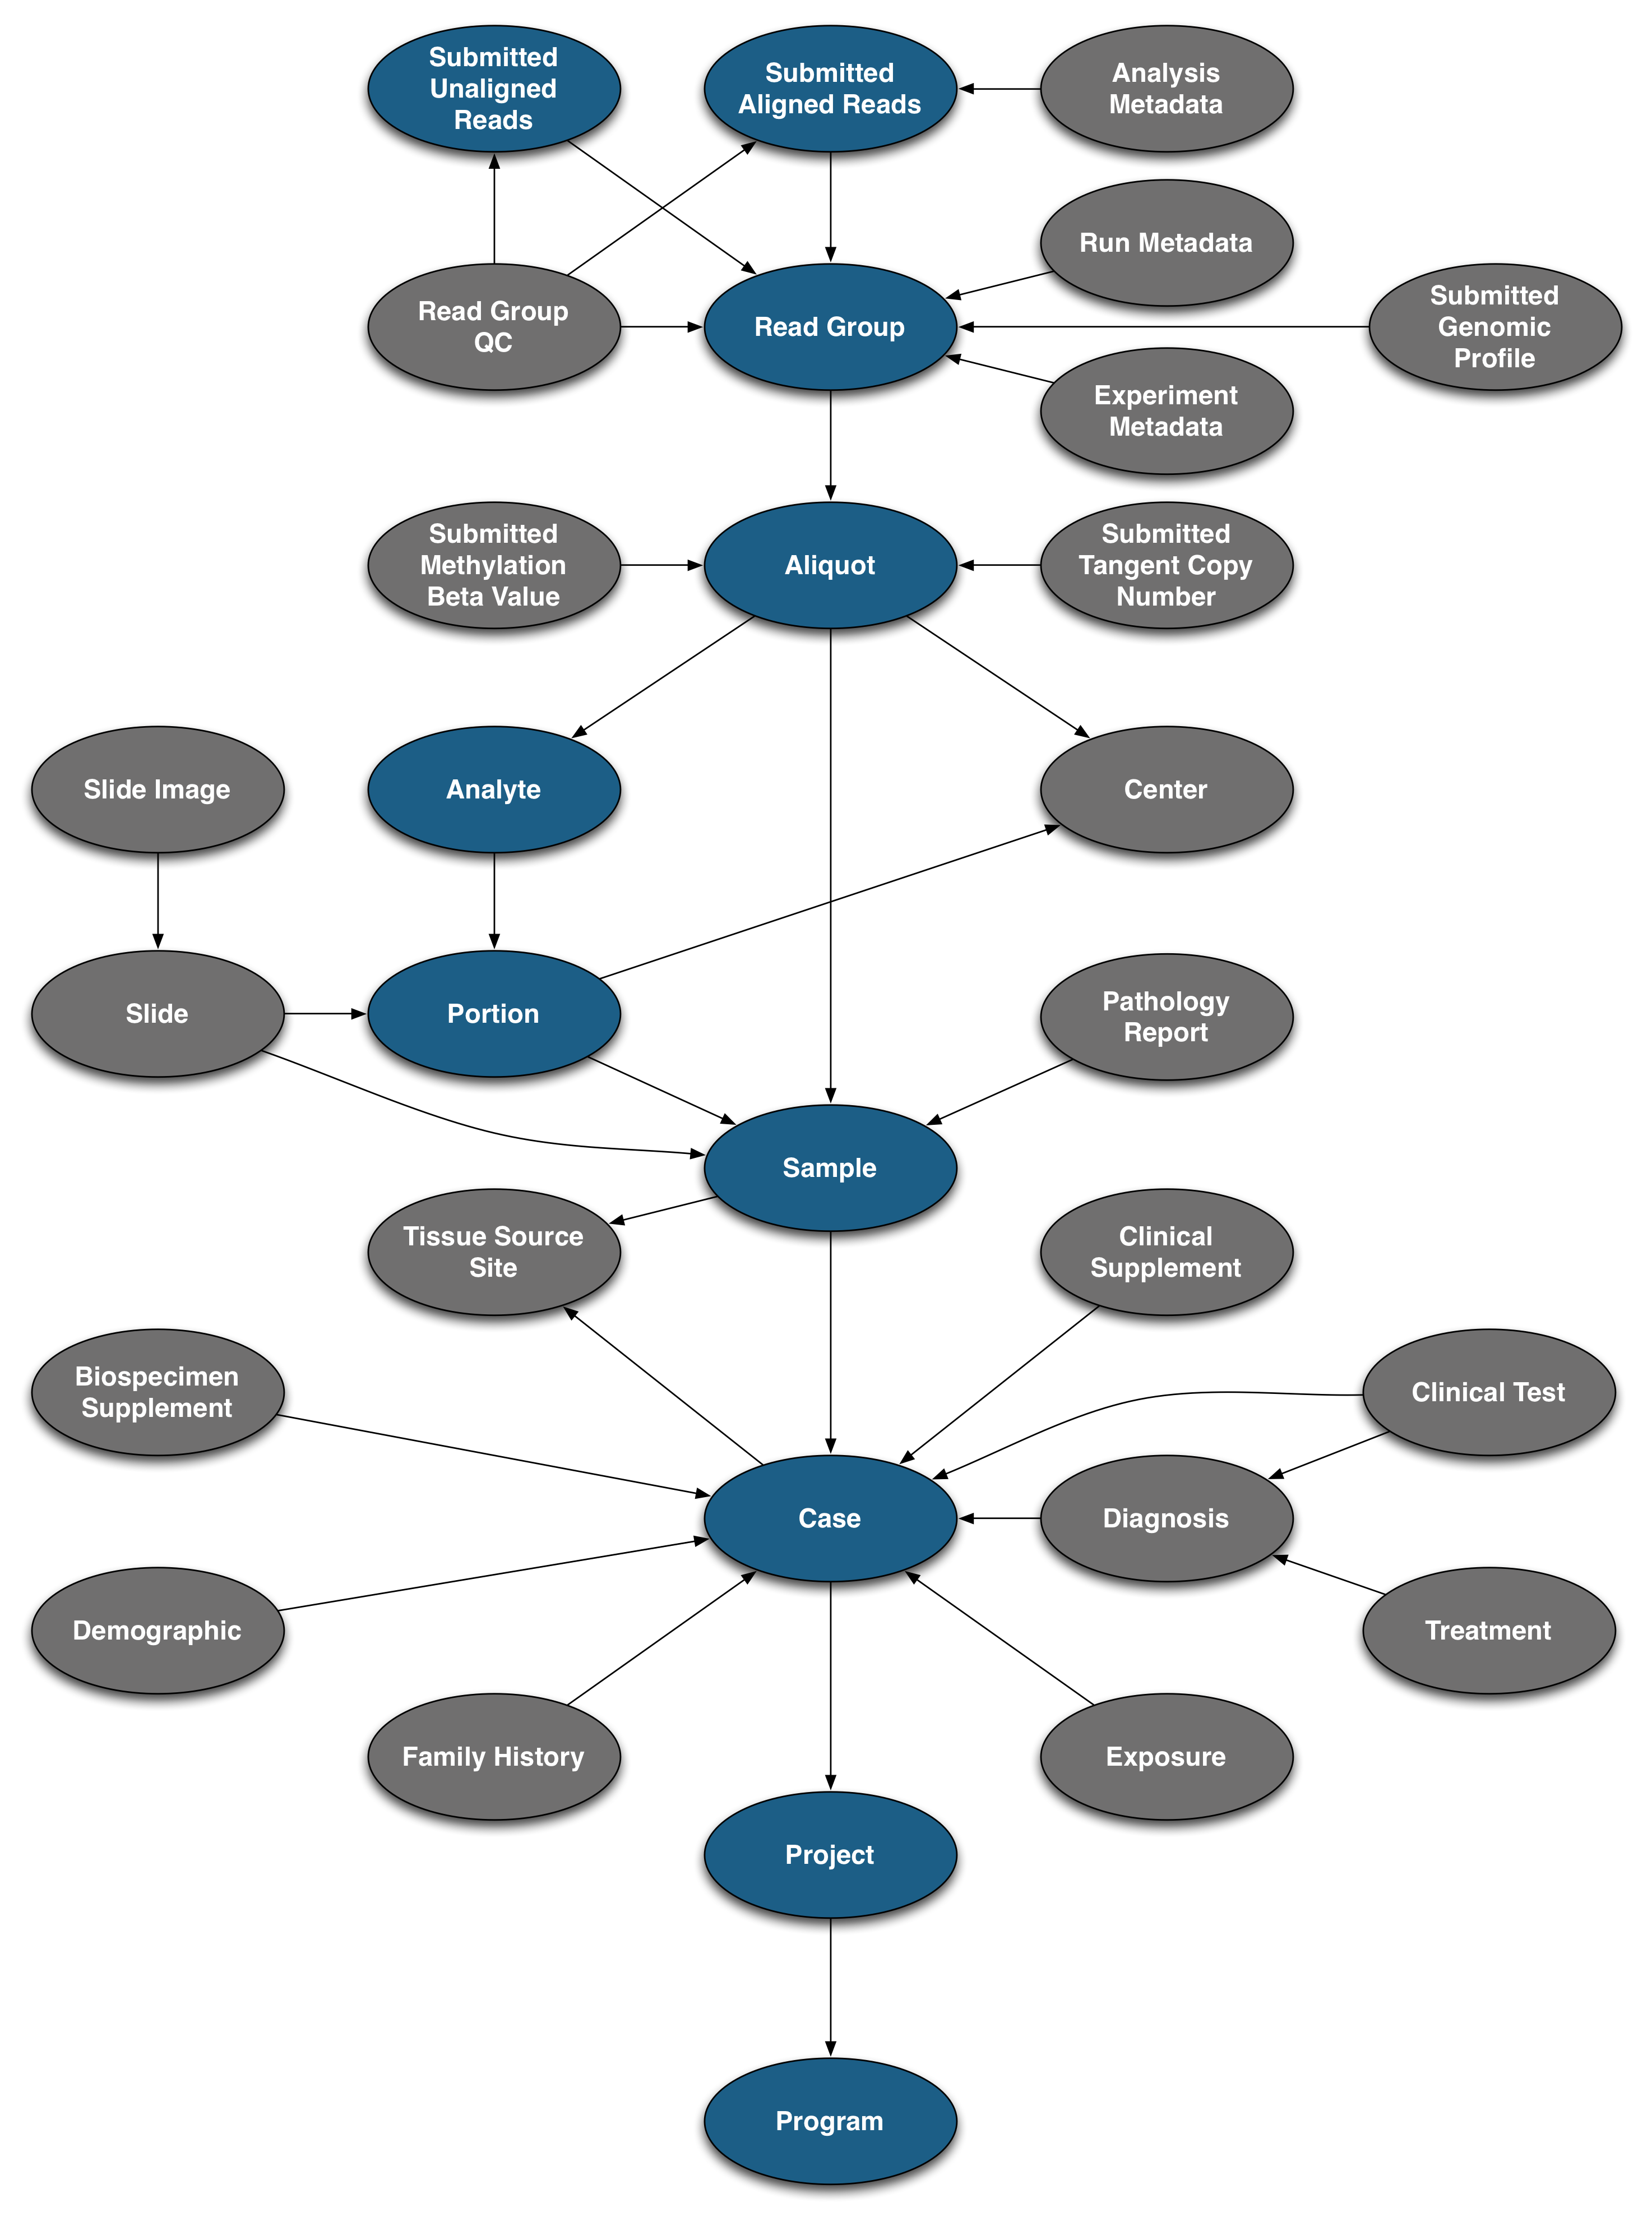 Submitted
Unaligned
Reads
Submitted
Aligned Reads
Analysis
Metadata
Run Metadata
Read Group
QC
Read Group
Submitted
Genomic
Profile
Experiment
Metadata
Submitted
Methylation
Beta Value
Aliquot
Submitted
Tangent Copy
Number
Slide Image
Analyte
Center
Slide
Portion
Pathology
Report
Sample
Tissue Source
Site
Clinical
Supplement
Biospecimen
Supplement
Clinical Test
Case
Diagnosis
Demographic
Treatment
Family History
Exposure
Project
Program